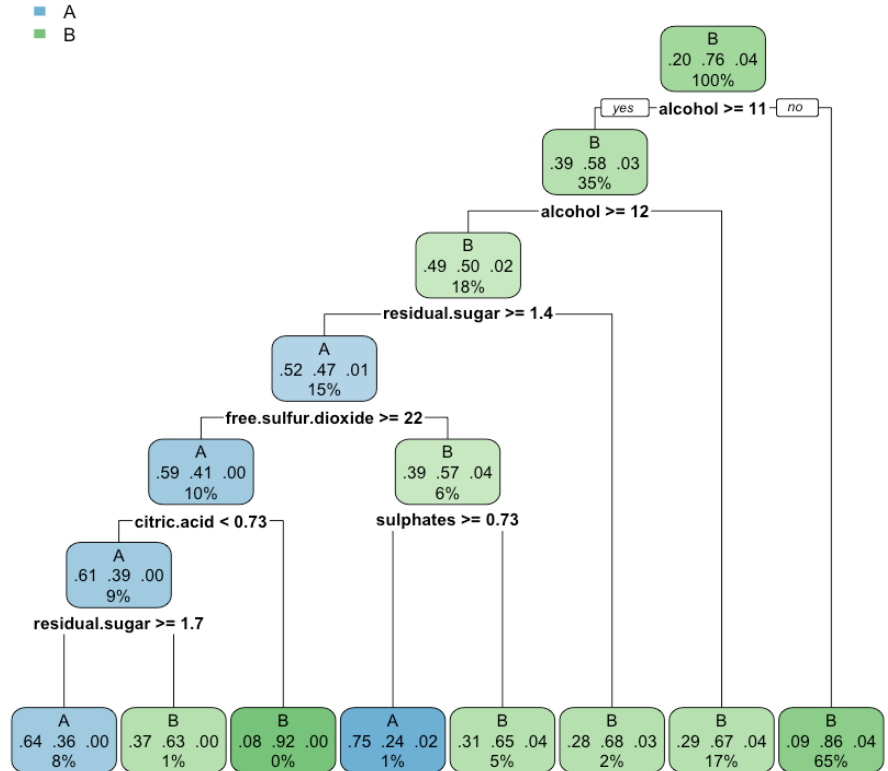 A
B
B
.20 .76 .04
100%
yes alcohol >= 11 no
B
.39 .58 .03
35%
alcohol >= 12
B
.49 .50 .02
18%
residual.sugar >= 1.4
A
.52 .47 .01
15%
free.sulfur.dioxide >= 22
A B
.59 .41 .00 .39 .57 .04
10% 6%
citric.acid < 0.73 sulphates >= 0.73
A
.61 .39 .00
9%
residual.sugar >= 1.7
A B B A B B B B
.64 .36 .00 .37 .63 .00 .08 .92 .00 .75 .24 .02 .31 .65 .04 .28 .68 .03 .29 .67 .04 .09 .86 .04
8% 1% 0% 1% 5% 2% 17% 65%